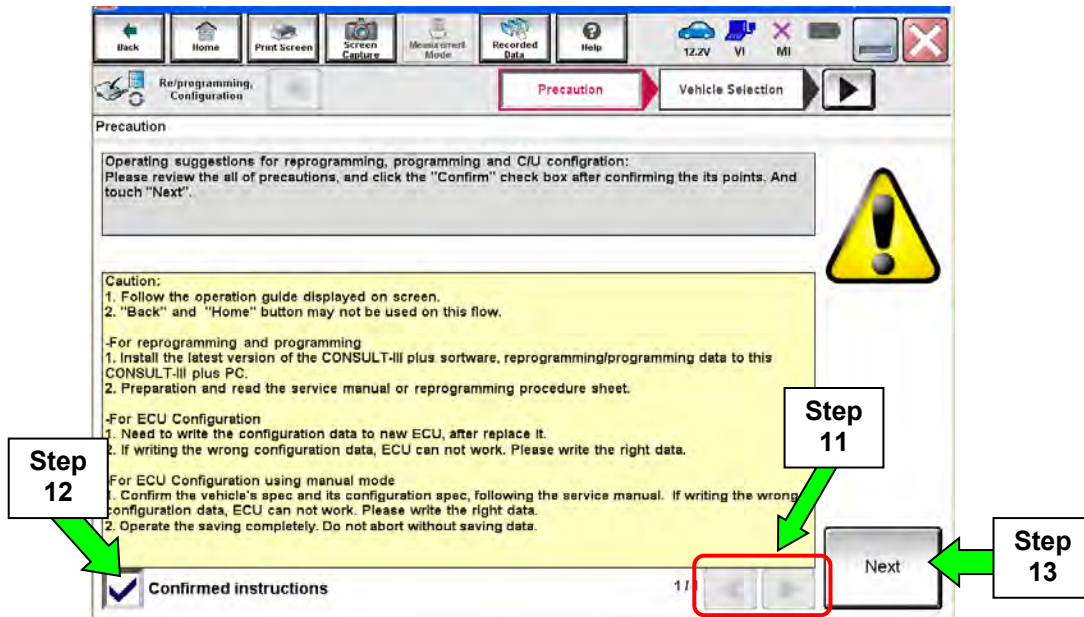 Back
Home
Print Screen
Screen
Capture
Measurement
Mode
Recorded
Data
Help
12.2V
VI
MI
Re/programming,
Configuration
Precaution
Vehicle Selection
Precaution
Operating suggestions for reprogramming, programming and C/U configration:
Please review the all of precautions, and click the "Confirm" check box after confirming the its points. And
touch "Next".
Caution:
1. Follow the operation guide displayed on screen.
2. "Back" and "Home" button may not be used on this flow.
-For reprogramming and programming
1. Install the latest version of the CONSULT-III plus sortware, reprogramming/programming data to this
CONSULT-III plus PC.
2. Preparation and read the service manual or reprogramming procedure sheet.
-For ECU Configuration
1. Need to write the configuration data to new ECU, after replace it.
2. If writing the wrong configuration data, ECU can not work. Please write the right data.
-For ECU Configuration using manual mode
1. Confirm the vehicle's spec and its configuration spec, following the service manual. If writing the wrong
configuration data, ECU can not work. Please write the right data.
2. Operate the saving completely. Do not abort without saving data.
Step
11
Step
12
Confirmed instructions
1/
Next
Step
13